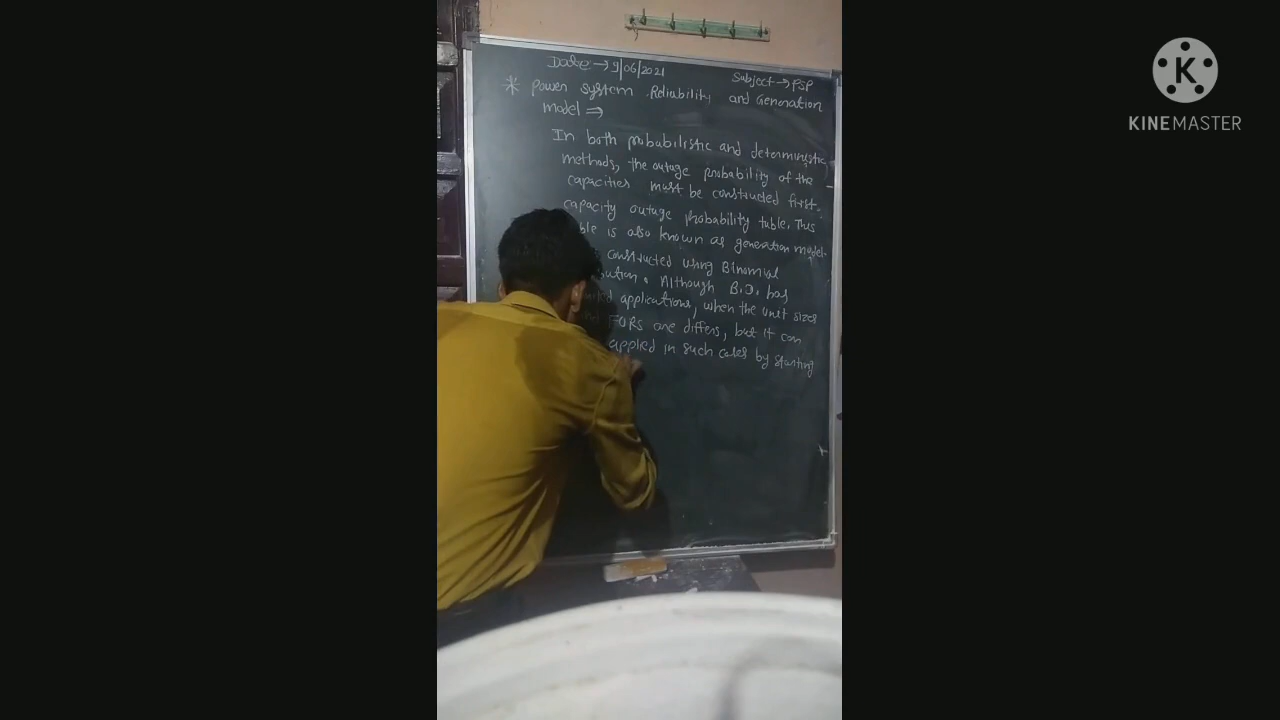 Date → 9/06/2021
Subject → PSP
* Power system Reliability and Generation
Model ⇒
In both probabilistic and deterministic
methods, the outage probability of the
capacities must be constructed first.
capacity outage probability table. This
ble is also known as generation model.
constructed using Binomial
bution. Although B.D. has
applications, when the unit sizes
FORs are differs, but it can
applied in such cases by starting
K
KINEMASTER